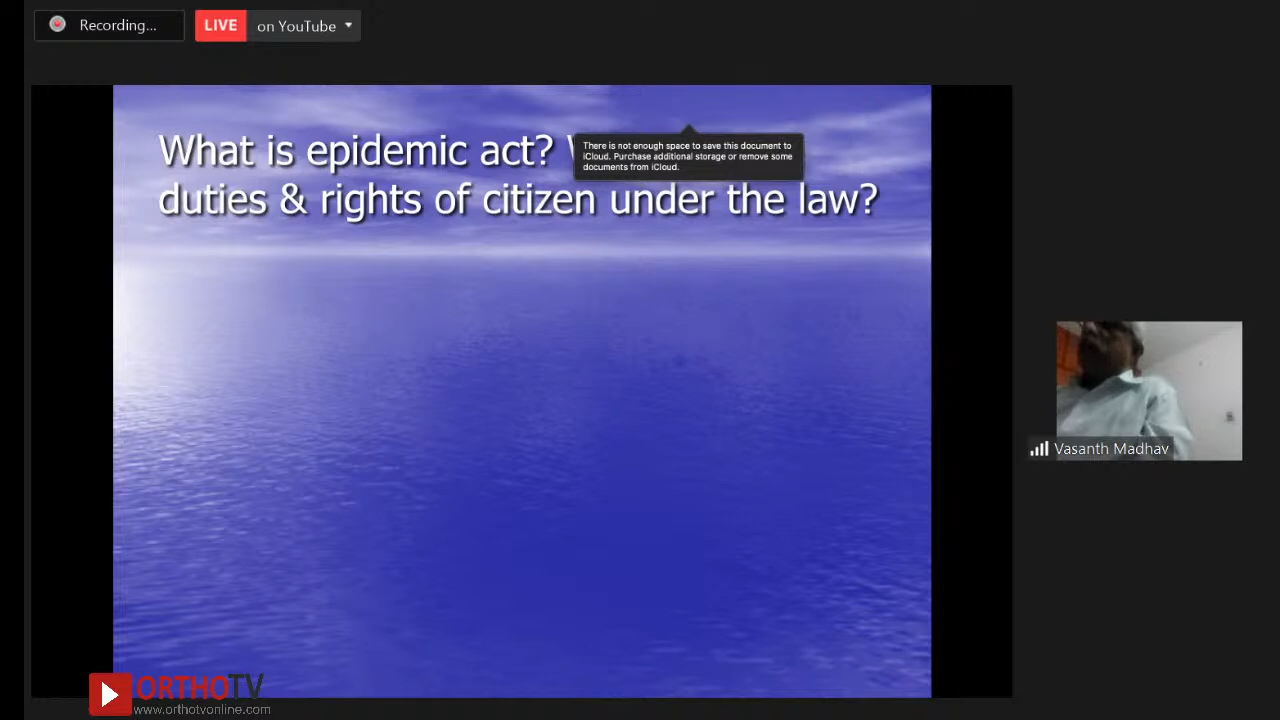 Recording...
LIVE on YouTube
What is epidemic act?
duties & rights of citizen under the law?
There is not enough space to save this document to
iCloud. Purchase additional storage or remove some
documents from iCloud.
Vasanth Madhav
ORTHOTV
www.orthotvonline.com